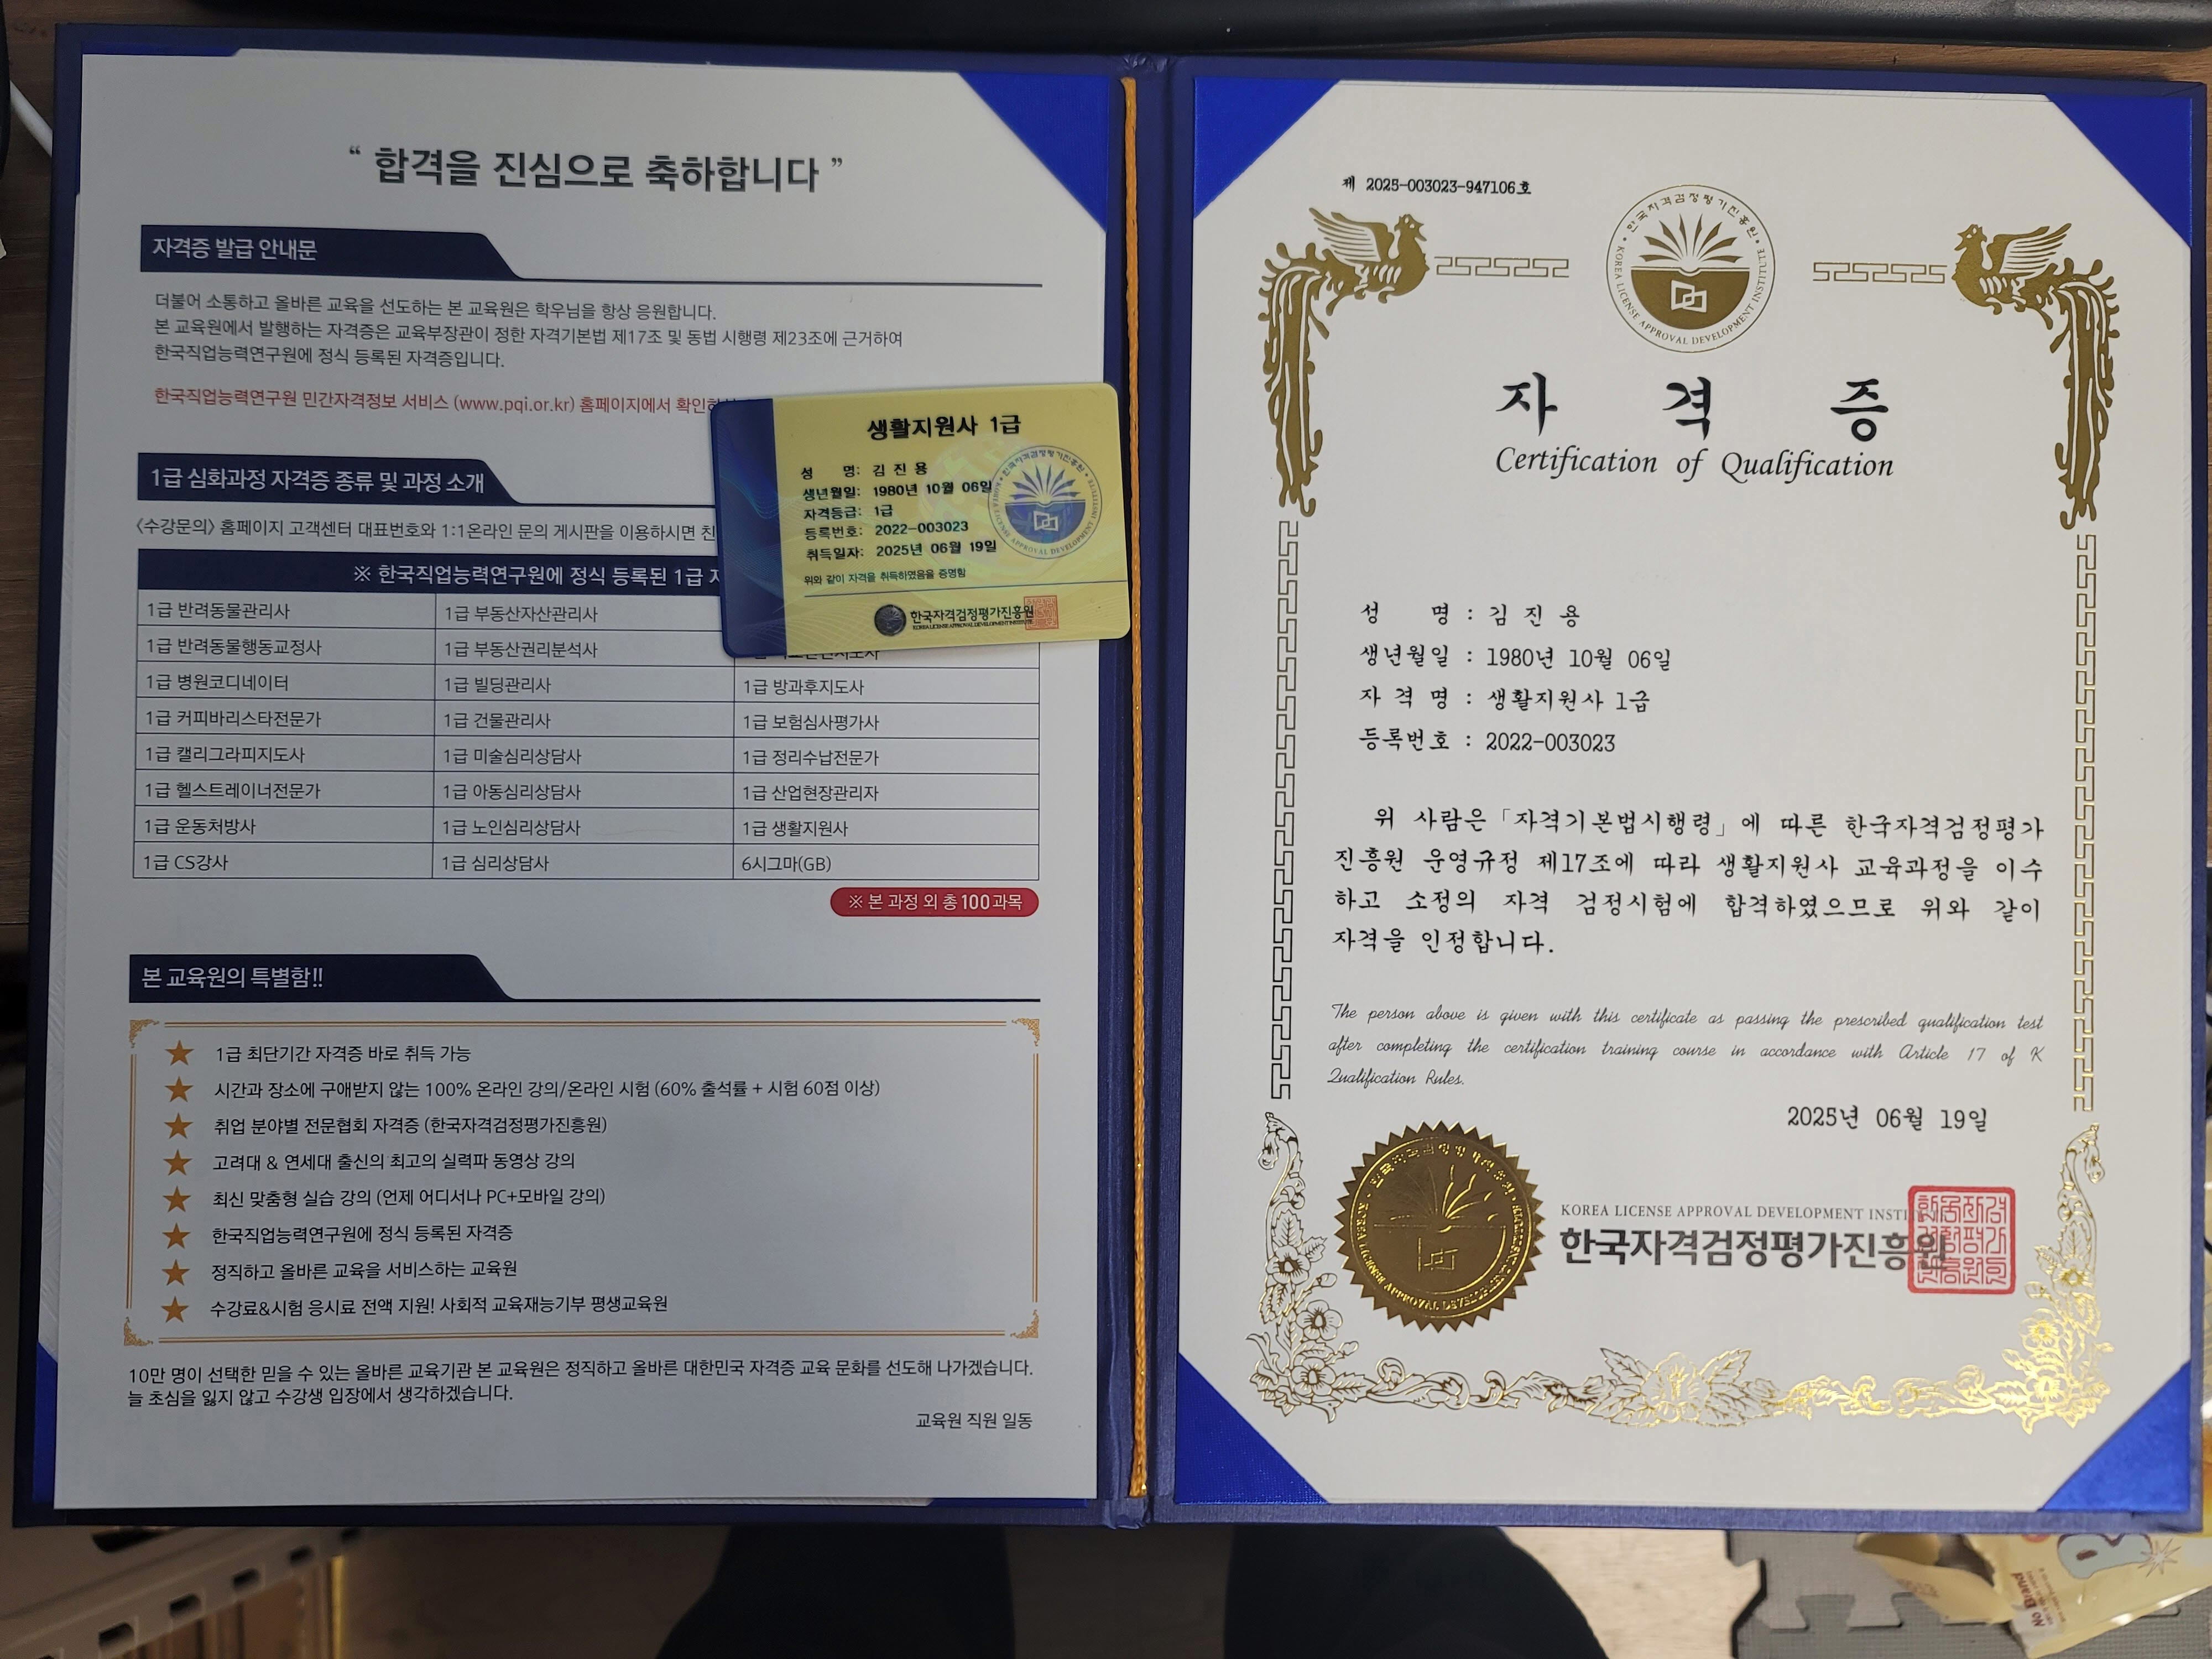 “ 합격을 진심으로 축하합니다 ”
자격증 발급 안내문
더불어 소통하고 올바른 교육을 선도하는 본 교육원은 학우님을 항상 응원합니다.
본 교육원에서 발행하는 자격증은 교육부장관이 정한 자격기본법 제17조 및 동법 시행령 제23조에 근거하여
한국직업능력연구원에 정식 등록된 자격증입니다.
한국직업능력연구원 민간자격정보 서비스 (www.pqi.or.kr) 홈페이지에서
1급 심화과정 자격증 종류 및 과정 소개
<수강문의> 홈페이지 고객센터 대표번호와 1:1온라인 문의 게시판을 이용하시면 친
※ 한국직업능력연구원에 정식 등록된 1급
1급 반려동물관리사 1급 부동산자산관리사
1급 반려동물행동교정사 1급 부동산권리분석사
1급 병원코디네이터 1급 빌딩관리사 1급 방과후지도사
1급 커피바리스타전문가 1급 건물관리사 1급 보험심사평가사
1급 캘리그라피지도사 1급 미술심리상담사 1급 정리수납전문가
1급 헬스트레이너전문가 1급 아동심리상담사 1급 산업현장관리자
1급 운동처방사 1급 노인심리상담사 1급 생활지원사
1급 CS강사 1급 심리상담사 6시그마(GB)
※ 본 과정 외 총 100과목
본 교육원의 특별함!!
1급 최단기간 자격증 바로 취득 가능
시간과 장소에 구애받지 않는 100% 온라인 강의/온라인 시험 (60% 출석률 + 시험 60점 이상)
취업 분야별 전문협회 자격증 (한국자격검정평가진흥원)
고려대 & 연세대 출신의 최고의 실력파 동영상 강의
최신 맞춤형 실습 강의 (언제 어디서나 PC+모바일 강의)
한국직업능력연구원에 정식 등록된 자격증
정직하고 올바른 교육을 서비스하는 교육원
수강료&시험 응시료 전액 지원! 사회적 교육재능기부 평생교육원
10만 명이 선택한 믿을 수 있는 올바른 교육기관 본 교육원은 정직하고 올바른 대한민국 자격증 교육 문화를 선도해 나가겠습니다.
늘 초심을 잃지 않고 수강생 입장에서 생각하겠습니다.
교육원 직원 일동
생활지원사 1급
성 명: 김 진 용
생년월일: 1980년 10월 06일
자격등급: 1급
등록번호: 2022-003023
취득일자: 2025년 06월 19일
위와 같이 자격을 취득하였음을 증명함
한국자격검정평가진흥원
KOREA LICENSE APPROVAL DEVELOPMENT INSTITUTE
제 2025-003023-947106호
한국자격검정평가진흥원
KOREA LICENSE APPROVAL DEVELOPMENT INSTITUTE
자 격 증
Certification of Qualification
성 명 : 김 진 용
생년월일 : 1980년 10월 06일
자 격 명 : 생활지원사 1급
등록번호 : 2022-003023
위 사람은 「자격기본법시행령」에 따른 한국자격검정평가
진흥원 운영규정 제17조에 따라 생활지원사 교육과정을 이수
하고 소정의 자격 검정시험에 합격하였으므로 위와 같이
자격을 인정합니다.
The person above is given with this certificate as passing the prescribed qualification test
after completing the certification training course in accordance with Article 17 of K
Qualification Rules.
2025년 06월 19일
KOREA LICENSE APPROVAL DEVELOPMENT
한국자격검정평가진흥원
No Brand